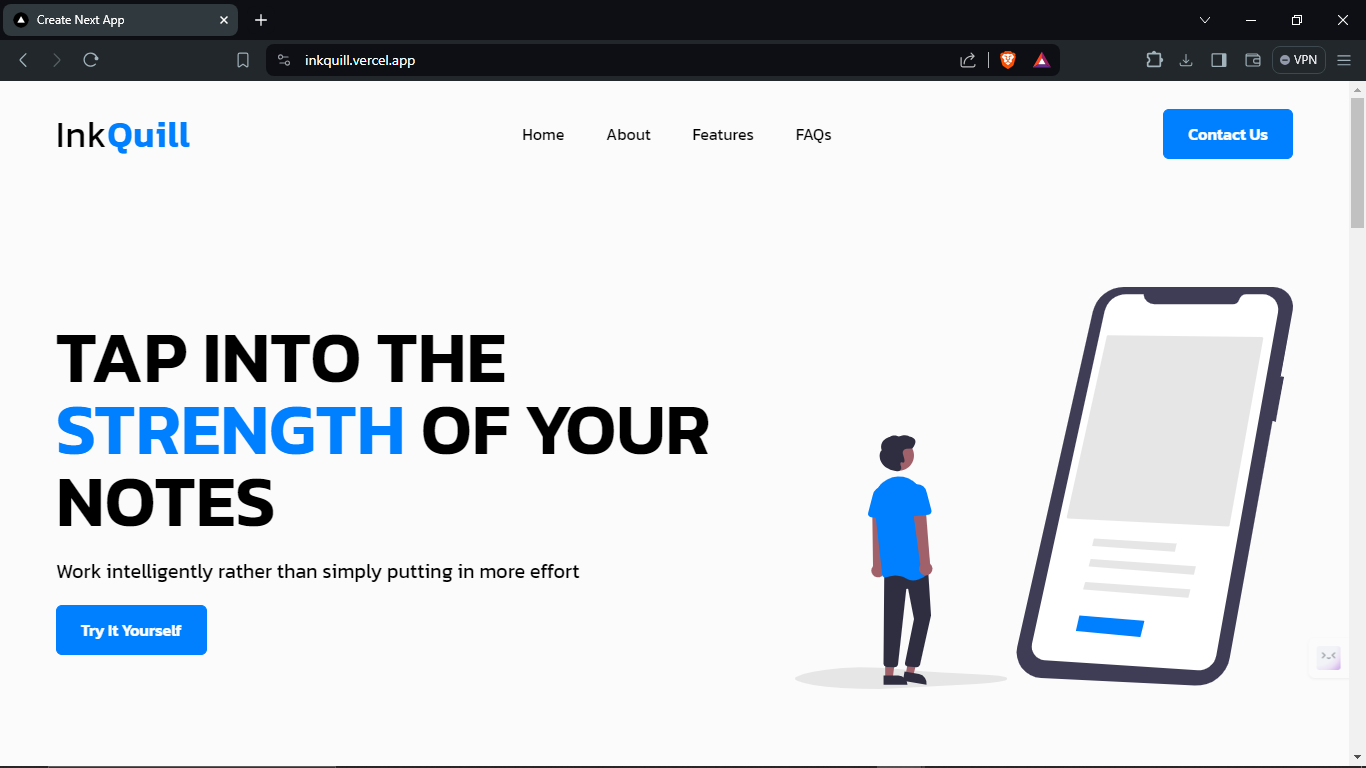 Create Next App
inkquill.vercel.app
VPN
InkQuill
Home About Features FAQs
Contact Us
TAP INTO THE
STRENGTH OF YOUR
NOTES
Work intelligently rather than simply putting in more effort
Try It Yourself